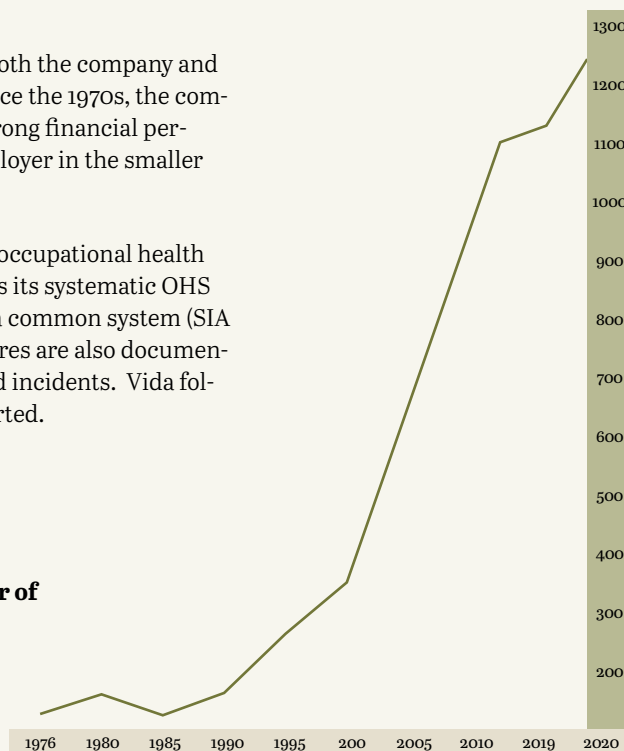 oth the company and
ce the 1970s, the com-
rong financial per-
loyer in the smaller
occupational health
s its systematic OHS
common system (SIA
res are also documen-
d incidents.  Vida fol-
rted.
r of
1300
1200
1100
1000
900
800
700
600
500
400
300
200
1976 1980 1985 1990 1995 200 2005 2010 2019 2020